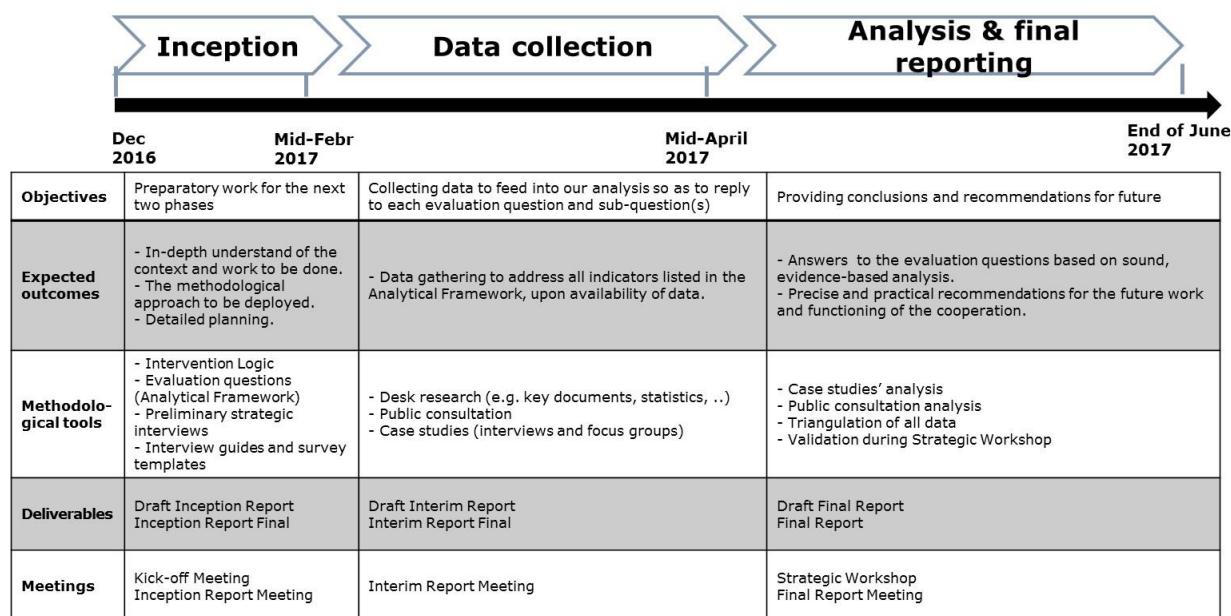 Inception
Data collection
Analysis & final
reporting
Dec
2016
Mid-Febr
2017
Mid-April
2017
End of June
2017
Objectives
Preparatory work for the next
two phases
Collecting data to feed into our analysis so as to reply
to each evaluation question and sub-question(s)
Providing conclusions and recommendations for future
Expected
outcomes
- In-depth understand of the
context and work to be done.
- The methodological
approach to be deployed.
- Detailed planning.
- Data gathering to address all indicators listed in the
Analytical Framework, upon availability of data.
- Answers to the evaluation questions based on sound,
evidence-based analysis.
- Precise and practical recommendations for the future work
and functioning of the cooperation.
Methodolo-
gical tools
- Intervention Logic
- Evaluation questions
(Analytical Framework)
- Preliminary strategic
interviews
- Interview guides and survey
templates
- Desk research (e.g. key documents, statistics, ..)
- Public consultation
- Case studies (interviews and focus groups)
- Case studies' analysis
- Public consultation analysis
- Triangulation of all data
- Validation during Strategic Workshop
Deliverables
Draft Inception Report
Inception Report Final
Draft Interim Report
Interim Report Final
Draft Final Report
Final Report
Meetings
Kick-off Meeting
Inception Report Meeting
Interim Report Meeting
Strategic Workshop
Final Report Meeting